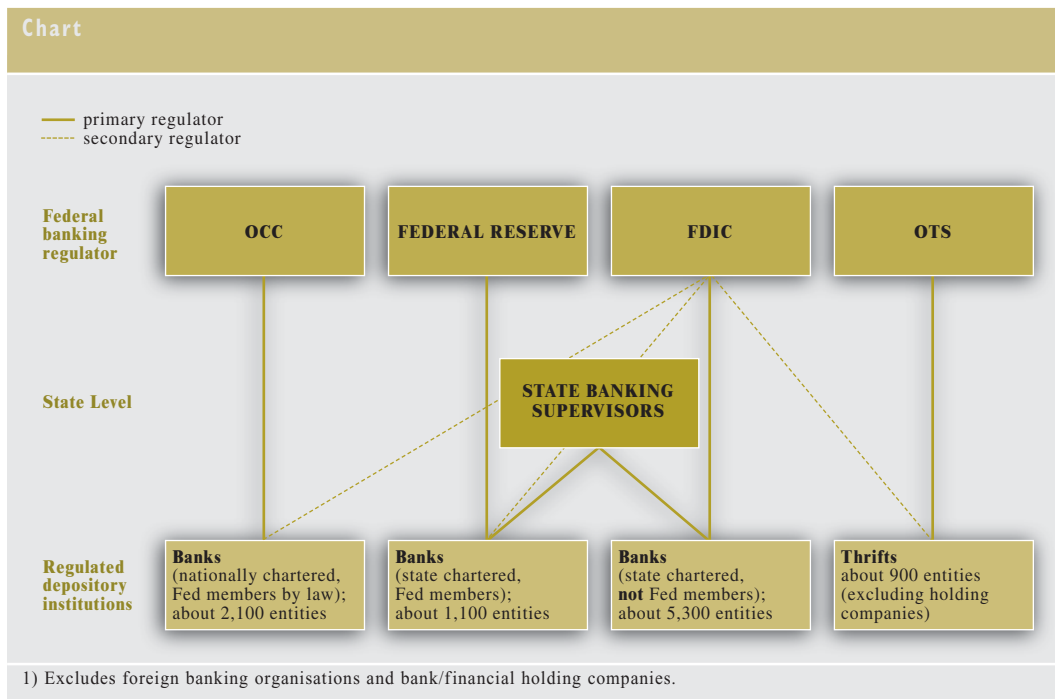 Chart
primary regulator
secondary regulator
Federal
banking
regulator
OCC
FEDERAL RESERVE
FDIC
OTS
State Level
STATE BANKING
SUPERVISORS
Regulated
depository
institutions
Banks
(nationally chartered,
Fed members by law);
about 2,100 entities
Banks
(state chartered,
Fed members);
about 1,100 entities
Banks
(state chartered,
not Fed members);
about 5,300 entities
Thrifts
about 900 entities
(excluding holding
companies)
1) Excludes foreign banking organisations and bank/financial holding companies.